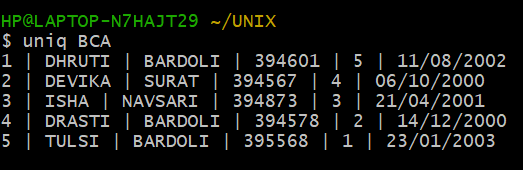 HP@LAPTOP-N7HAJT29 ~/UNIX
$ uniq BCA
1 | DHRUTI | BARDOLI | 394601 | 5 | 11/08/2002
2 | DEVIKA | SURAT | 394567 | 4 | 06/10/2000
3 | ISHA | NAVSARI | 394873 | 3 | 21/04/2001
4 | DRASTI | BARDOLI | 394578 | 2 | 14/12/2000
5 | TULSI | BARDOLI | 395568 | 1 | 23/01/2003